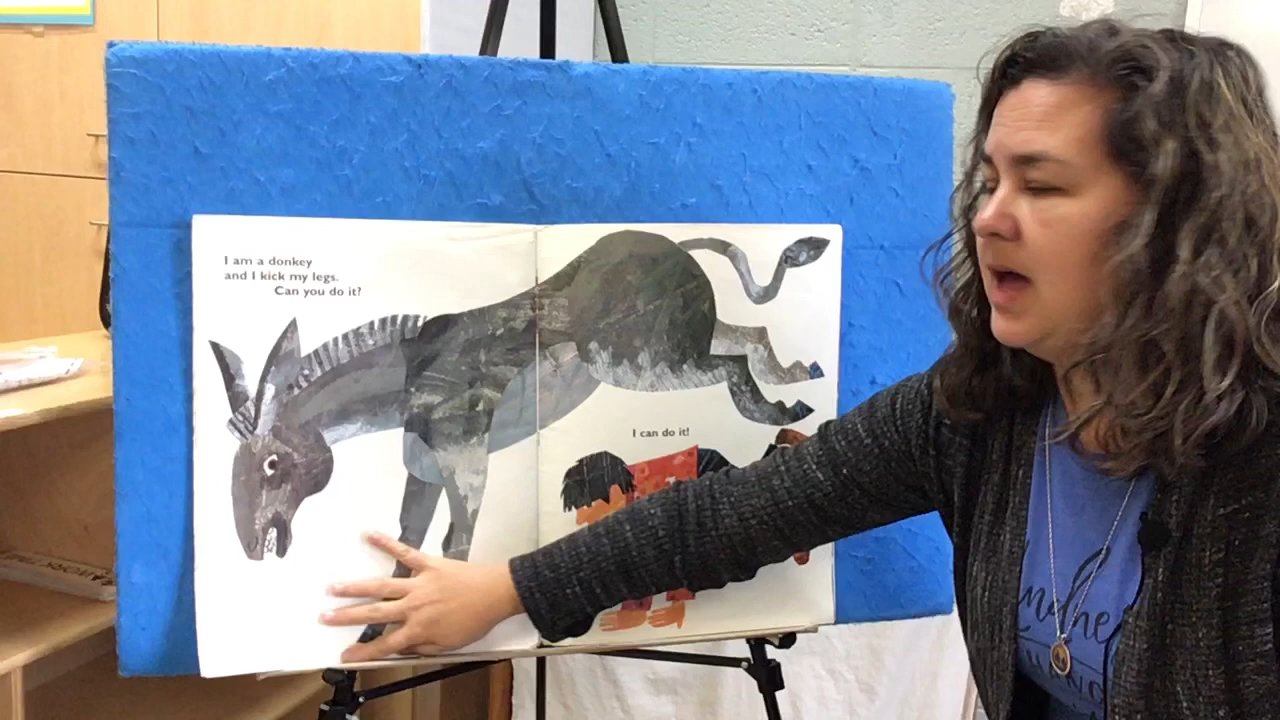 I am a donkey
and I kick my legs.
Can you do it?
I can do it!